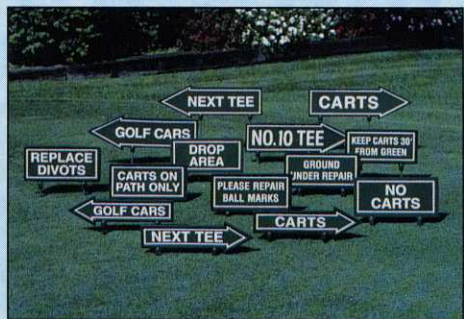 NEXT TEE
CARTS
GOLF CARS
NO. 10 TEE
KEEP CARTS 30'
FROM GREEN
DROP
AREA
REPLACE
DIVOTS
GROUND
UNDER REPAIR
CARTS ON
PATH ONLY
PLEASE REPAIR
BALL MARKS
NO
CARTS
GOLF CARS
CARTS
NEXT TEE